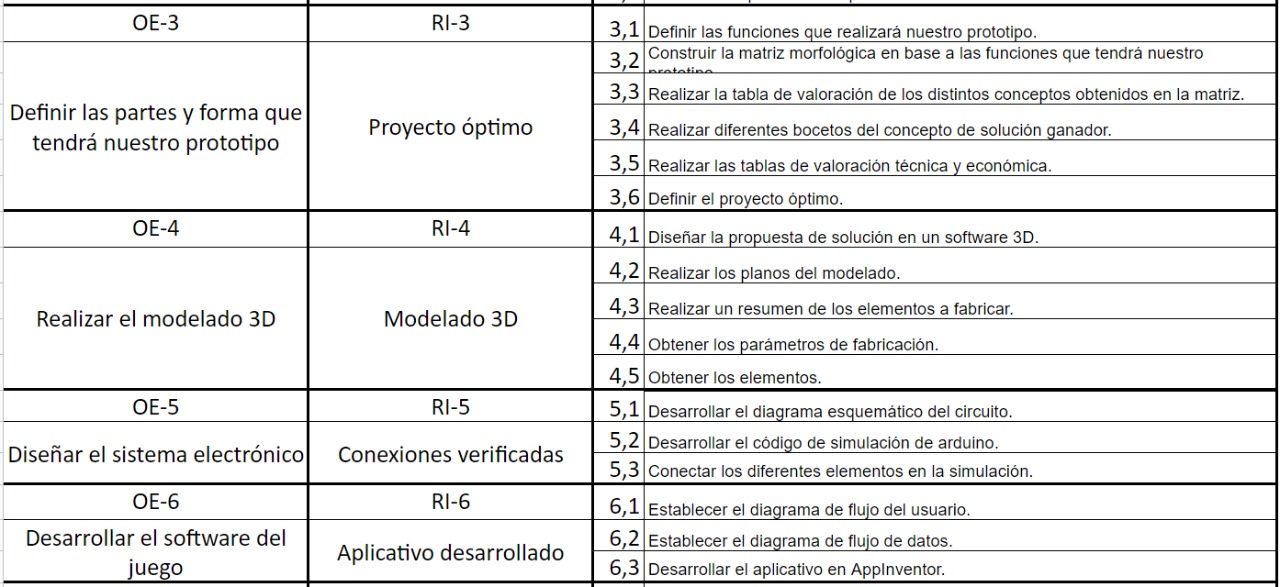 OE-3
RI-3
3,1 Definir las funciones que realizará nuestro prototipo.
Definir las partes y forma que
tendrá nuestro prototipo
Proyecto óptimo
3,2 Construir la matriz morfológica en base a las funciones que tendrá nuestro
prototipo
3,3 Realizar la tabla de valoración de los distintos conceptos obtenidos en la matriz.
3,4 Realizar diferentes bocetos del concepto de solución ganador.
3,5 Realizar las tablas de valoración técnica y económica.
3,6 Definir el proyecto óptimo.
OE-4
RI-4
4,1 Diseñar la propuesta de solución en un software 3D.
Realizar el modelado 3D
Modelado 3D
4,2 Realizar los planos del modelado.
4,3 Realizar un resumen de los elementos a fabricar.
4,4 Obtener los parámetros de fabricación.
4,5 Obtener los elementos.
OE-5
RI-5
5,1 Desarrollar el diagrama esquemático del circuito.
Diseñar el sistema electrónico
Conexiones verificadas
5,2 Desarrollar el código de simulación de arduino.
5,3 Conectar los diferentes elementos en la simulación.
OE-6
RI-6
6,1 Establecer el diagrama de flujo del usuario.
Desarrollar el software del
juego
Aplicativo desarrollado
6,2 Establecer el diagrama de flujo de datos.
6,3 Desarrollar el aplicativo en AppInventor.